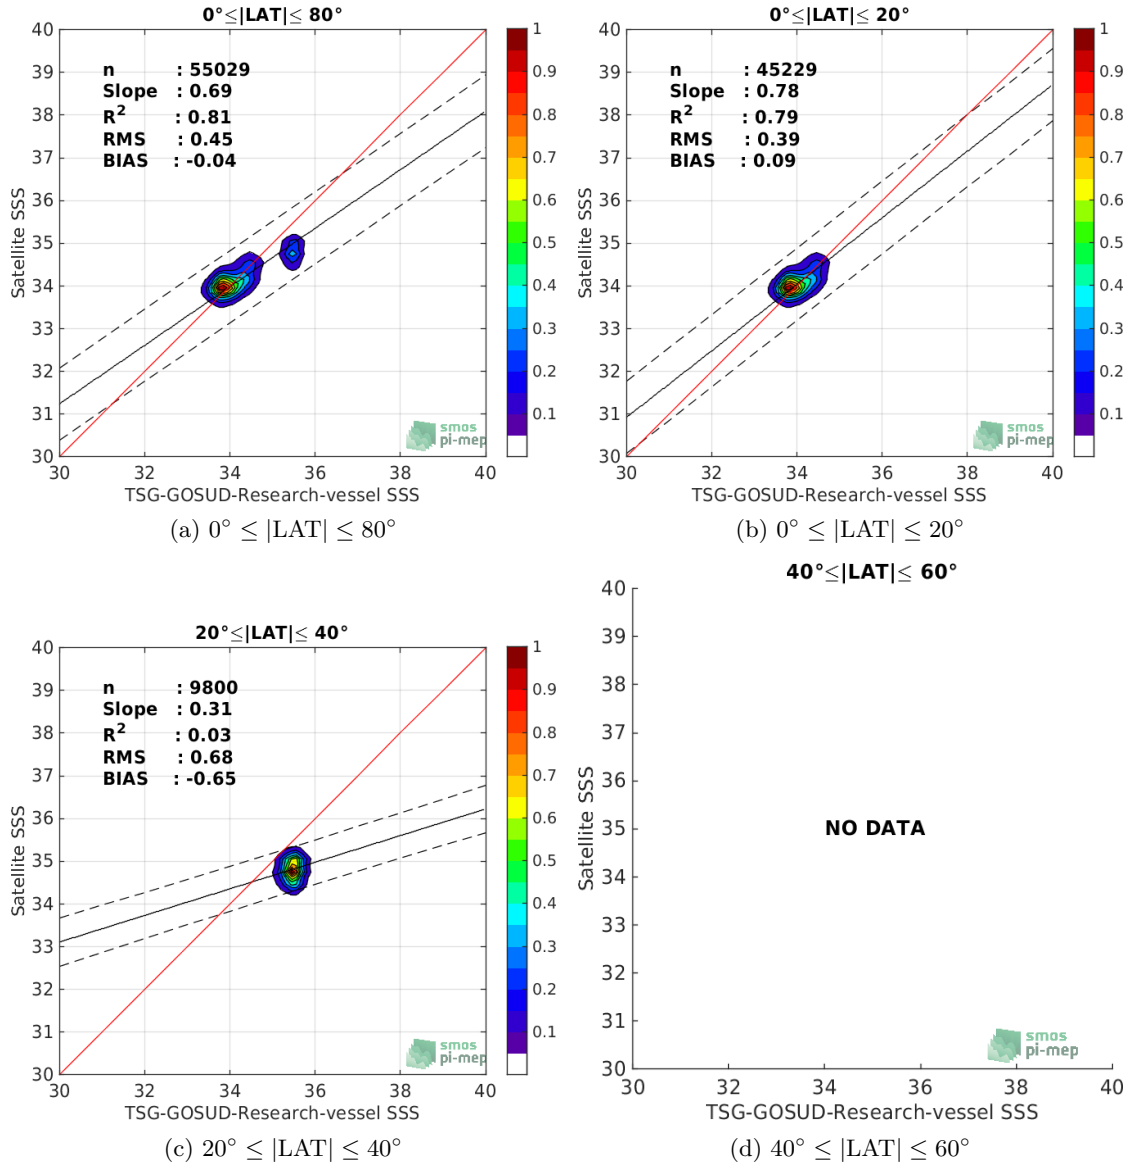 0°≤|LAT|≤ 80°
40
39
38
37
36
35
34
33
32
31
30
Satellite SSS
n : 55029
Slope : 0.69
R² : 0.81
RMS : 0.45
BIAS : -0.04
1
0.9
0.8
0.7
0.6
0.5
0.4
0.3
0.2
0.1
smos
pi-mep
30 32 34 36 38 40
TSG-GOSUD-Research-vessel SSS
(a) 0° ≤ |LAT| ≤ 80°
0°≤|LAT|≤ 20°
40
39
38
37
36
35
34
33
32
31
30
Satellite SSS
n : 45229
Slope : 0.78
R² : 0.79
RMS : 0.39
BIAS : 0.09
1
0.9
0.8
0.7
0.6
0.5
0.4
0.3
0.2
0.1
smos
pi-mep
30 32 34 36 38 40
TSG-GOSUD-Research-vessel SSS
(b) 0° ≤ |LAT| ≤ 20°
20°≤|LAT|≤ 40°
40
39
38
37
36
35
34
33
32
31
30
Satellite SSS
n : 9800
Slope : 0.31
R² : 0.03
RMS : 0.68
BIAS : -0.65
1
0.9
0.8
0.7
0.6
0.5
0.4
0.3
0.2
0.1
smos
pi-mep
30 32 34 36 38 40
TSG-GOSUD-Research-vessel SSS
(c) 20° ≤ |LAT| ≤ 40°
40°≤|LAT|≤ 60°
40
39
38
37
36
35
34
33
32
31
30
Satellite SSS
NO DATA
smos
pi-mep
30 32 34 36 38 40
TSG-GOSUD-Research-vessel SSS
(d) 40° ≤ |LAT| ≤ 60°